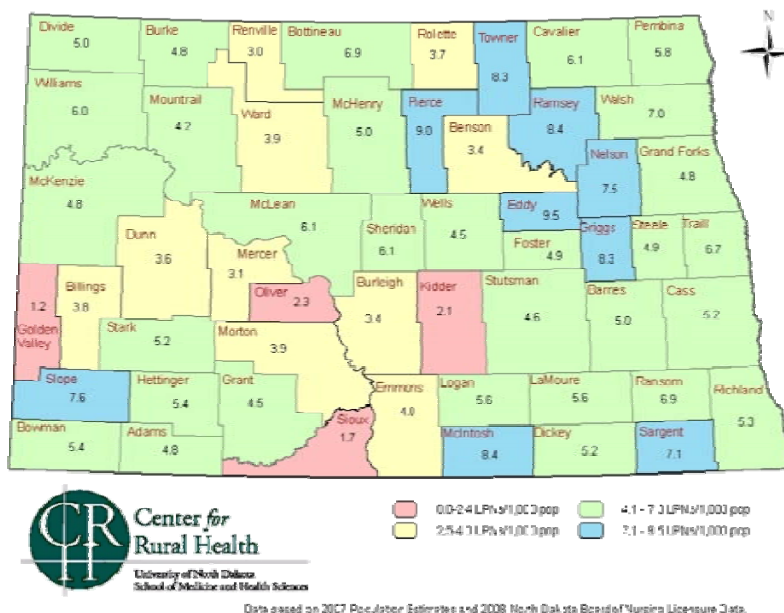 N
Divide
5.0
Burke
4.8
Renville
3.0
Bottineau
6.9
Rolette
3.7
Towner
8.3
Cavalier
6.1
Pembina
5.8
Williams
6.0
Mountrail
4.2
Ward
3.9
McHenry
5.0
Pierce
9.0
Benson
3.4
Ramsey
8.4
Walsh
7.0
Nelson
7.5
Grand Forks
4.8
McKenzie
4.8
Dunn
3.6
McLean
6.1
Mercer
3.1
Sheridan
6.1
Wells
4.5
Eddy
9.5
Foster
4.9
Griggs
8.3
Steele
4.9
Traill
6.7
1.2
Golden
Valley
Billings
3.8
Stark
5.2
Oliver
2.3
Morton
3.9
Burleigh
3.4
Kidder
2.1
Stutsman
4.6
Barnes
5.0
Cass
5.2
Slope
7.6
Hettinger
5.4
Grant
4.5
Sioux
1.7
Emmons
4.0
Logan
5.6
LaMoure
5.6
Ransom
6.9
Richland
5.3
Bowman
5.4
Adams
4.8
McIntosh
8.4
Dickey
5.2
Sargent
7.1
CRH
Center for
Rural Health
University of North Dakota
School of Medicine and Health Sciences
0.0-2.4 LPNs/1,000 pop
LPNs/1,000 pop
LPNs/1,000 pop
LPNs/1,000 pop
Data based on 2007 Population Estimates and 2008 North Dakota Board of Nursing Licensure Data.